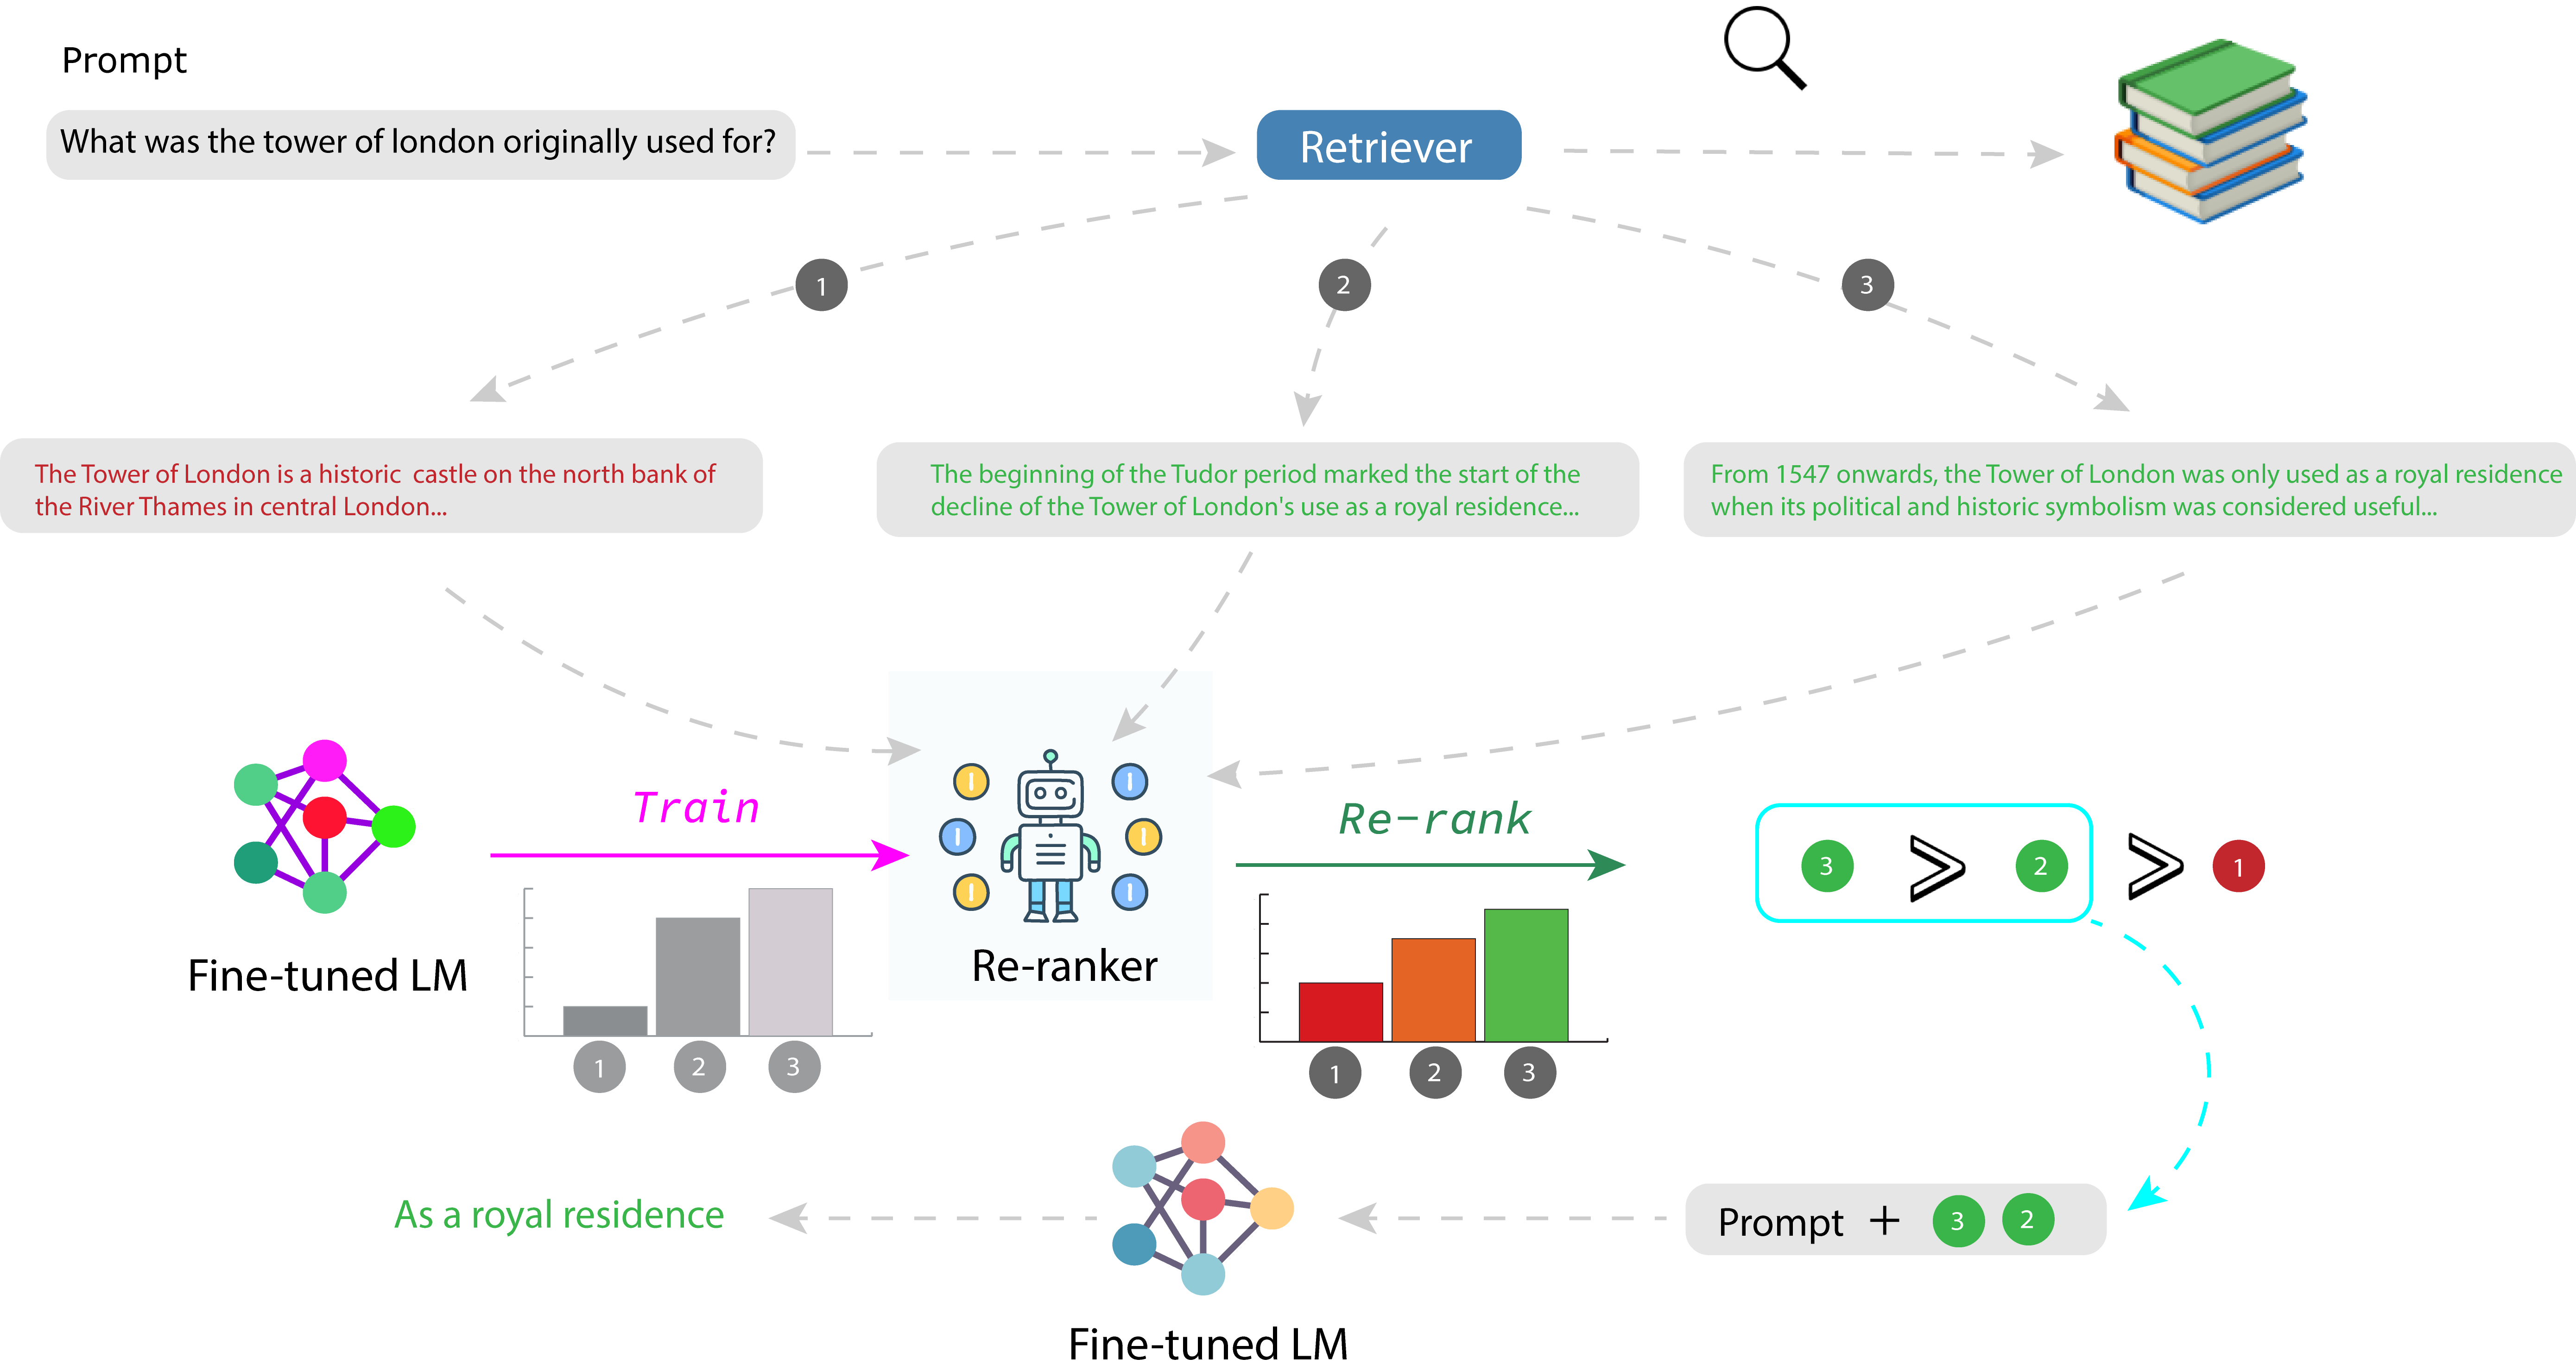 Prompt
What was the tower of london originally used for?
Retriever
1
2
3
The Tower of London is a historic castle on the north bank of
the River Thames in central London...
The beginning of the Tudor period marked the start of the
decline of the Tower of London's use as a royal residence...
From 1547 onwards, the Tower of London was only used as a royal residence
when its political and historic symbolism was considered useful...
Fine-tuned LM
Train
1
2
3
Re-ranker
Re-rank
1
2
3
3 > 2 > 1
Prompt + 3 2
Fine-tuned LM
As a royal residence